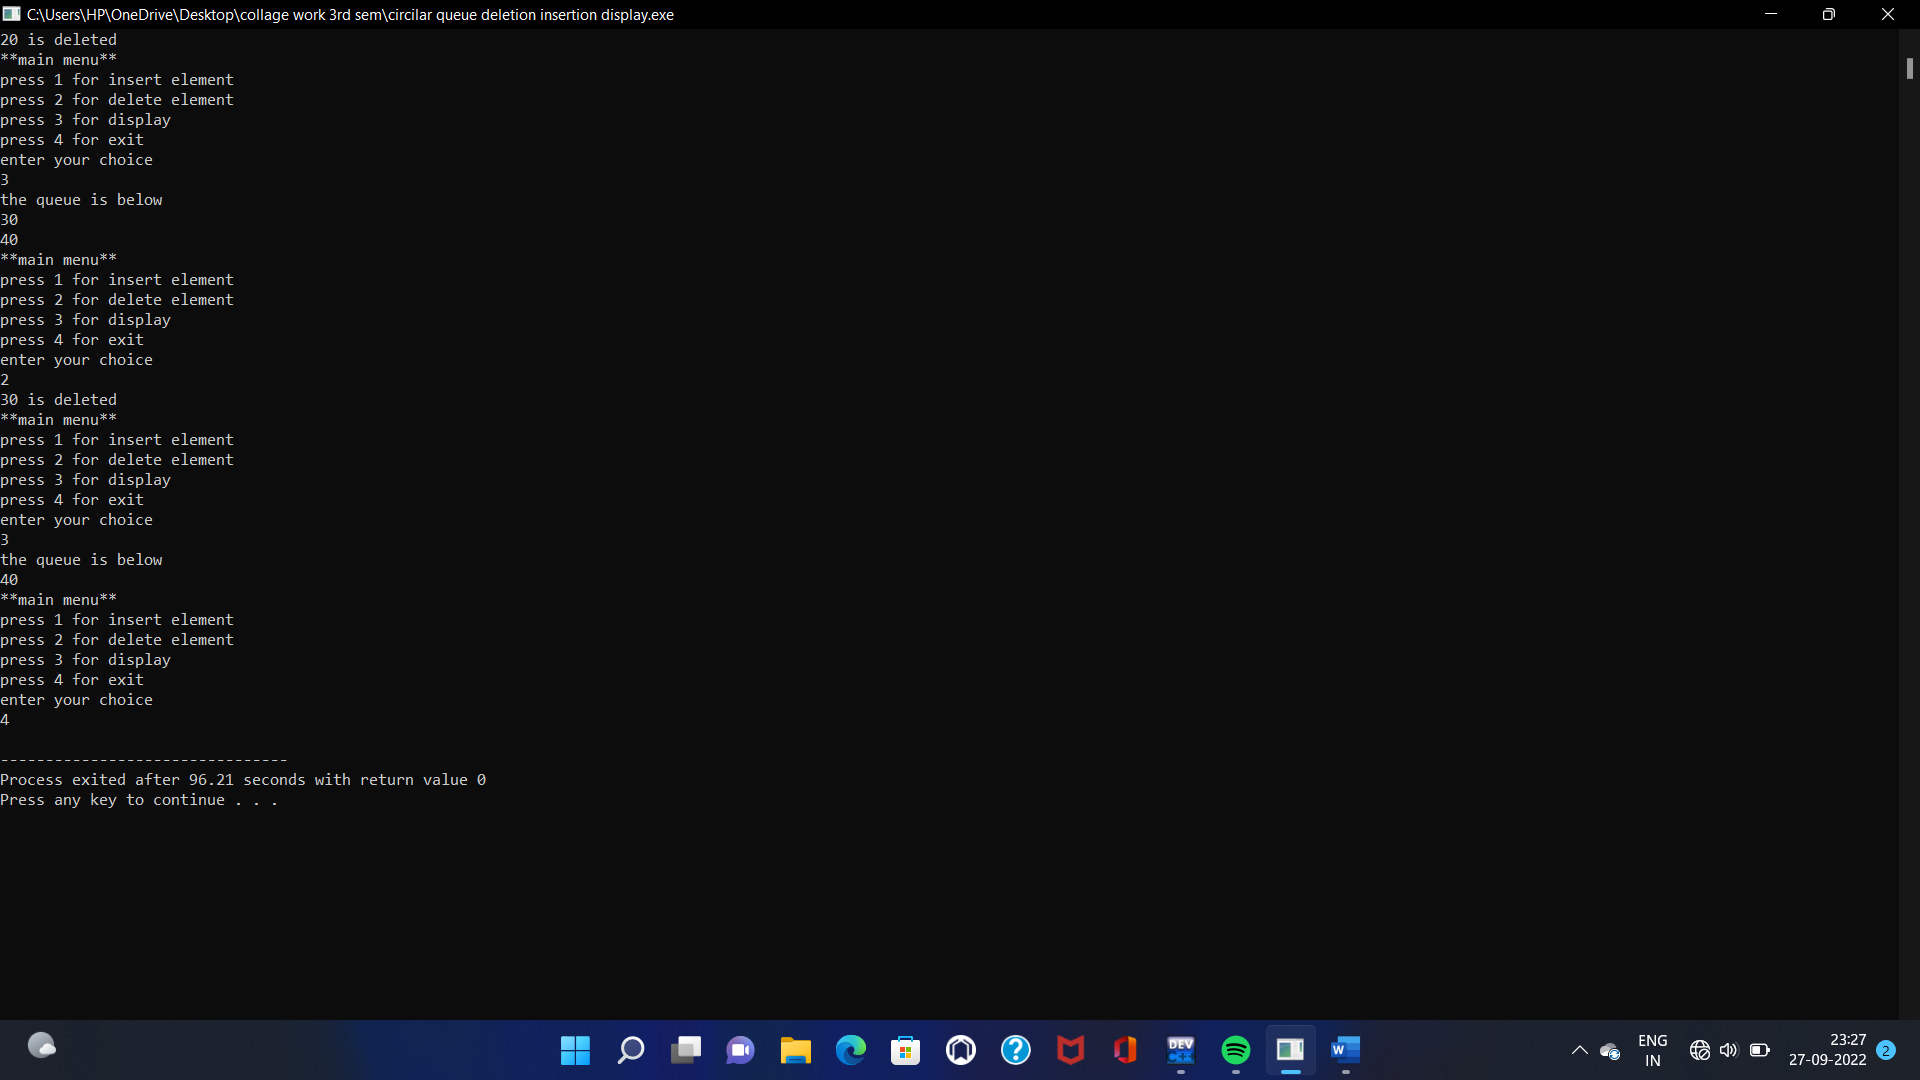 C:\Users\HP\OneDrive\Desktop\collage work 3rd sem\circilar queue deletion insertion display.exe
20 is deleted
**main menu**
press 1 for insert element
press 2 for delete element
press 3 for display
press 4 for exit
enter your choice
3
the queue is below
30
40
**main menu**
press 1 for insert element
press 2 for delete element
press 3 for display
press 4 for exit
enter your choice
2
30 is deleted
**main menu**
press 1 for insert element
press 2 for delete element
press 3 for display
press 4 for exit
enter your choice
3
the queue is below
40
**main menu**
press 1 for insert element
press 2 for delete element
press 3 for display
press 4 for exit
enter your choice
4
--------------------------------
Process exited after 96.21 seconds with return value 0
Press any key to continue . . .
DEV
C++
W
ENG
IN
23:27
27-09-2022
2